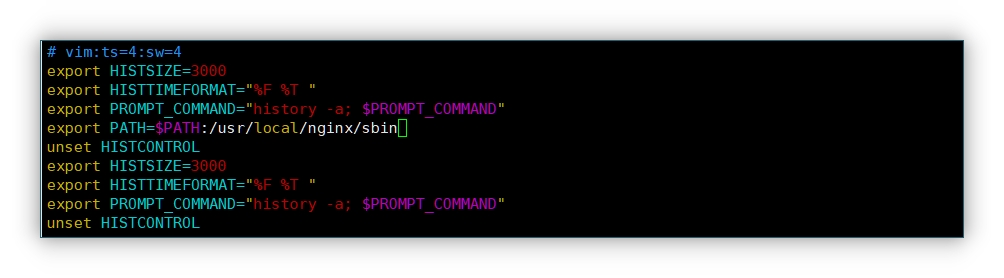 # vim:ts=4:sw=4
export HISTSIZE=3000
export HISTTIMEFORMAT="%F %T "
export PROMPT_COMMAND="history -a; $PROMPT_COMMAND"
export PATH=$PATH:/usr/local/nginx/sbin
unset HISTCONTROL
export HISTSIZE=3000
export HISTTIMEFORMAT="%F %T "
export PROMPT_COMMAND="history -a; $PROMPT_COMMAND"
unset HISTCONTROL